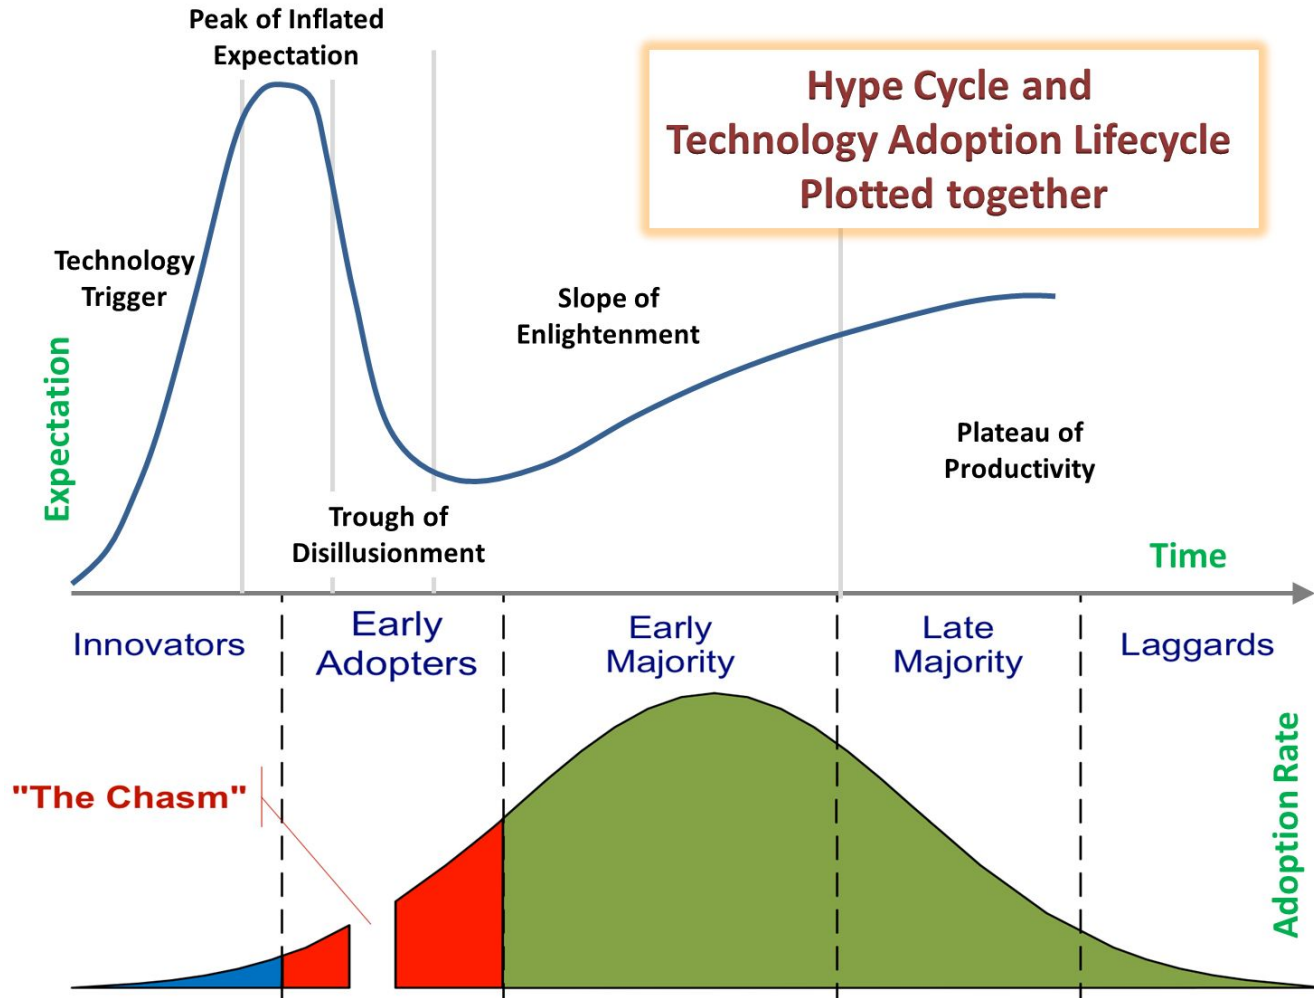 Peak of Inflated
Expectation
Hype Cycle and
Technology Adoption Lifecycle
Plotted together
Technology
Trigger
Slope of
Enlightenment
Expectation
Plateau of
Productivity
Trough of
Disillusionment
Time
Innovators
Early
Adopters
Early
Majority
Late
Majority
Laggards
"The Chasm"
Adoption Rate